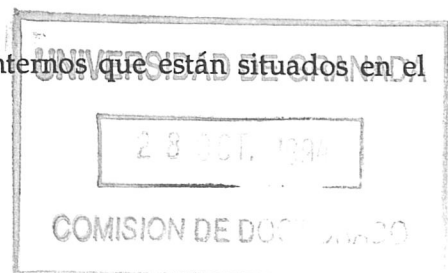 nternos que están situados en el
UNIVERSIDAD DE GRANADA
28 OCT.
COMISION DE